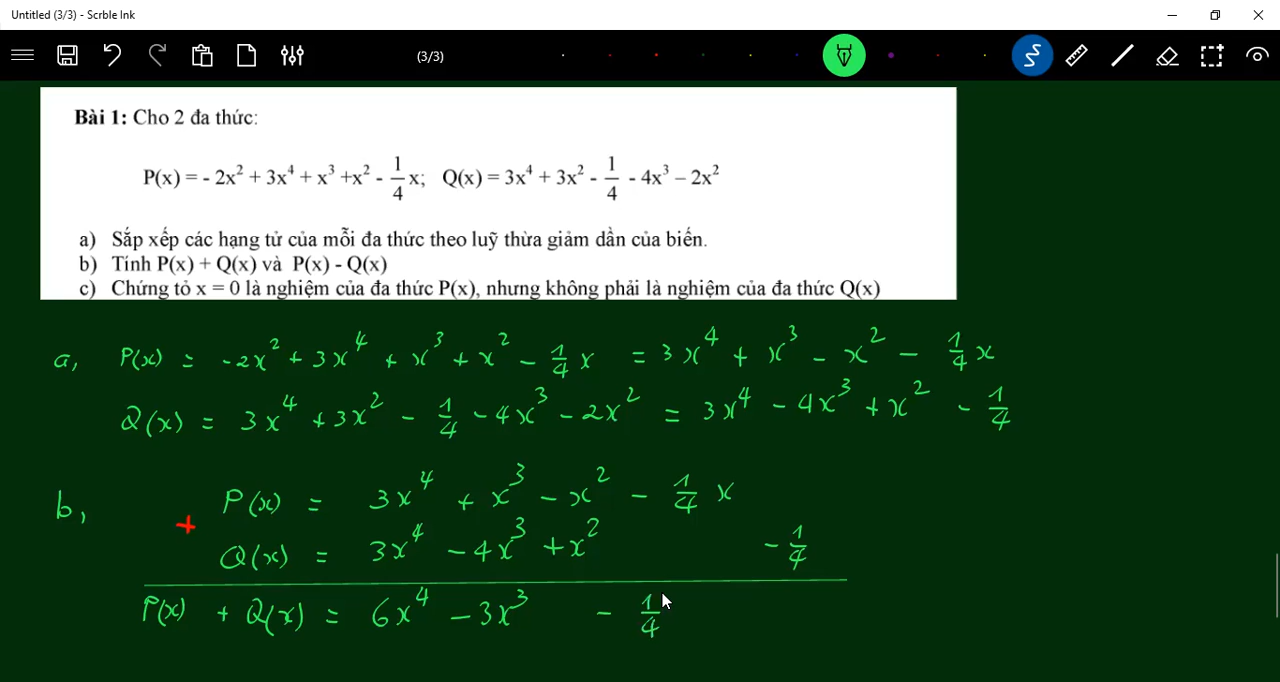 Untitled (3/3) - Scrble Ink
(3/3)
Bài 1: Cho 2 đa thức:
P(x) = - 2x² + 3x⁴ + x³ +x² - 1/4 x; Q(x) = 3x⁴ + 3x² - 1/4 - 4x³ – 2x²
a) Sắp xếp các hạng tử của mỗi đa thức theo luỹ thừa giảm dần của biến.
b) Tính P(x) + Q(x) và P(x) - Q(x)
c) Chứng tỏ x = 0 là nghiệm của đa thức P(x), nhưng không phải là nghiệm của đa thức Q(x)
a, P(x) = -2x² + 3x⁴ + x³ + x² - 1/4 x = 3x⁴ + x³ - x² - 1/4 x
Q(x) = 3x⁴ + 3x² - 1/4 - 4x³ - 2x² = 3x⁴ - 4x³ + x² - 1/4
b, P(x) = 3x⁴ + x³ - x² - 1/4 x
+
Q(x) = 3x⁴ - 4x³ + x² - 1/4
P(x) + Q(x) = 6x⁴ - 3x³ - 1/4